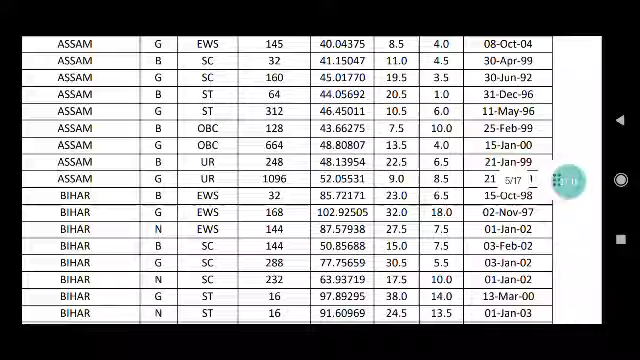 ASSAM G EWS 145 40.04375 8.5 4.0 08-Oct-04
ASSAM B SC 32 41.15047 11.0 4.5 30-Apr-99
ASSAM G SC 160 45.01770 19.5 3.5 30-Jun-92
ASSAM B ST 64 44.05692 20.5 1.0 31-Dec-96
ASSAM G ST 312 46.45011 10.5 6.0 11-May-96
ASSAM B OBC 128 43.66275 7.5 10.0 25-Feb-99
ASSAM G OBC 664 48.80807 13.5 4.0 15-Jan-00
ASSAM B UR 248 48.13954 22.5 6.5 21-Jan-99
ASSAM G UR 1096 52.05531 9.0 8.5 21 5/17
BIHAR B EWS 32 85.72171 23.0 6.5 15-Oct-98
BIHAR G EWS 168 102.92505 32.0 18.0 02-Nov-97
BIHAR N EWS 144 87.57938 27.5 7.5 01-Jan-02
BIHAR B SC 144 50.85688 15.0 7.5 03-Feb-02
BIHAR G SC 288 77.75659 30.5 5.5 03-Jan-02
BIHAR N SC 232 63.93719 17.5 10.0 01-Jan-02
BIHAR G ST 16 97.89295 38.0 14.0 13-Mar-00
BIHAR N ST 16 91.60969 24.5 13.5 01-Jan-03